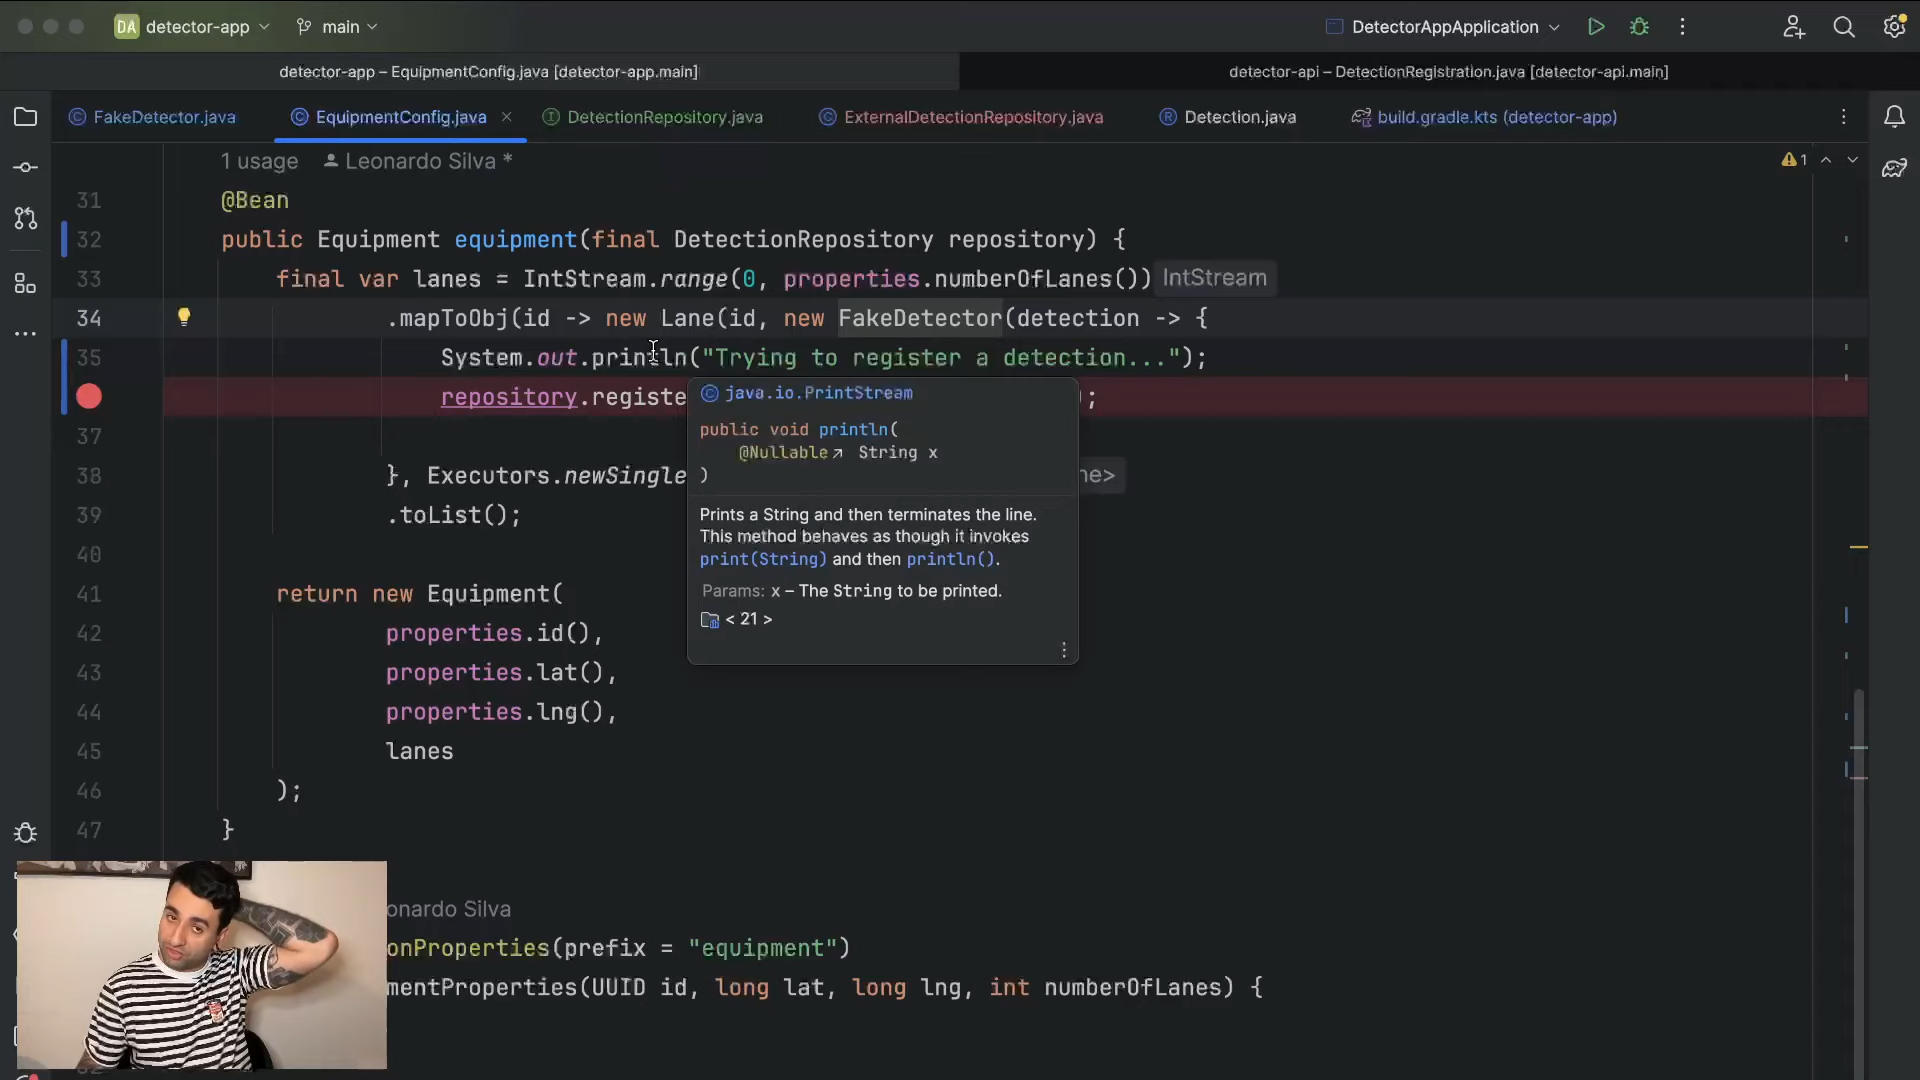 DA detector-app main DetectorAppApplication
detector-app – EquipmentConfig.java [detector-app.main] detector-api – DetectionRegistration.java [detector-api.main]
FakeDetector.java EquipmentConfig.java DetectionRepository.java ExternalDetectionRepository.java Detection.java build.gradle.kts (detector-app)
1 usage Leonardo Silva *
1
31 @Bean
32 public Equipment equipment(final DetectionRepository repository) {
33 final var lanes = IntStream.range(0, properties.numberOfLanes()) IntStream
34 .mapToObj(id -> new Lane(id, new FakeDetector(detection -> {
35 System.out.println("Trying to register a detection...");
repository.registe );
37
38 }, Executors.newSingle ne>
39 .toList();
40
41 return new Equipment(
42 properties.id(),
43 properties.lat(),
44 properties.lng(),
45 lanes
46 );
47 }
java.io.PrintStream
public void println(
@Nullable String x
)
Prints a String and then terminates the line.
This method behaves as though it invokes
print(String) and then println().
Params: x – The String to be printed.
< 21 >
onardo Silva
onProperties(prefix = "equipment")
mentProperties(UUID id, long lat, long lng, int numberOfLanes) {